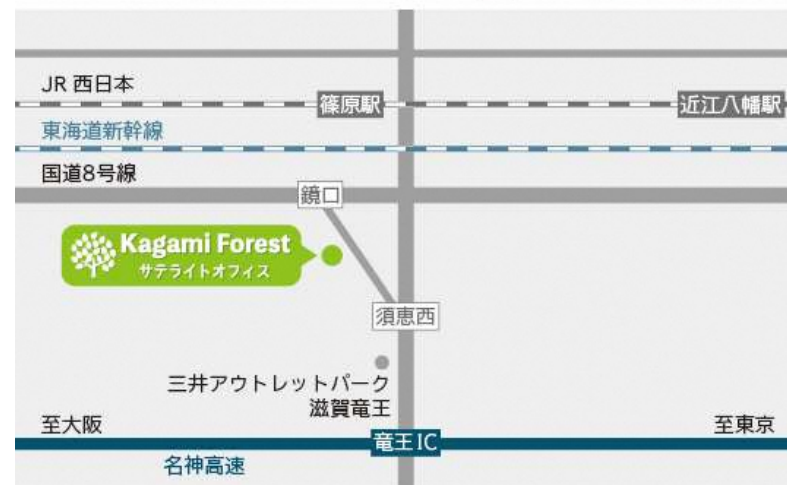 JR 西日本
篠原駅
近江八幡駅
東海道新幹線
国道8号線
鏡口
Kagami Forest
サテライトオフィス
須恵西
三井アウトレットパーク
滋賀竜王
至大阪
至東京
竜王IC
名神高速